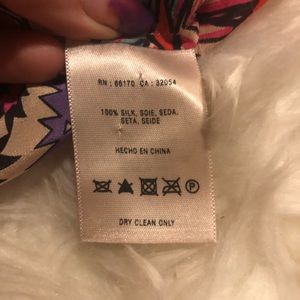 RN : 66170 CA : 32054
100% SILK, SOIE, SEDA,
SETA, SEIDE
HECHO EN CHINA
P
DRY CLEAN ONLY